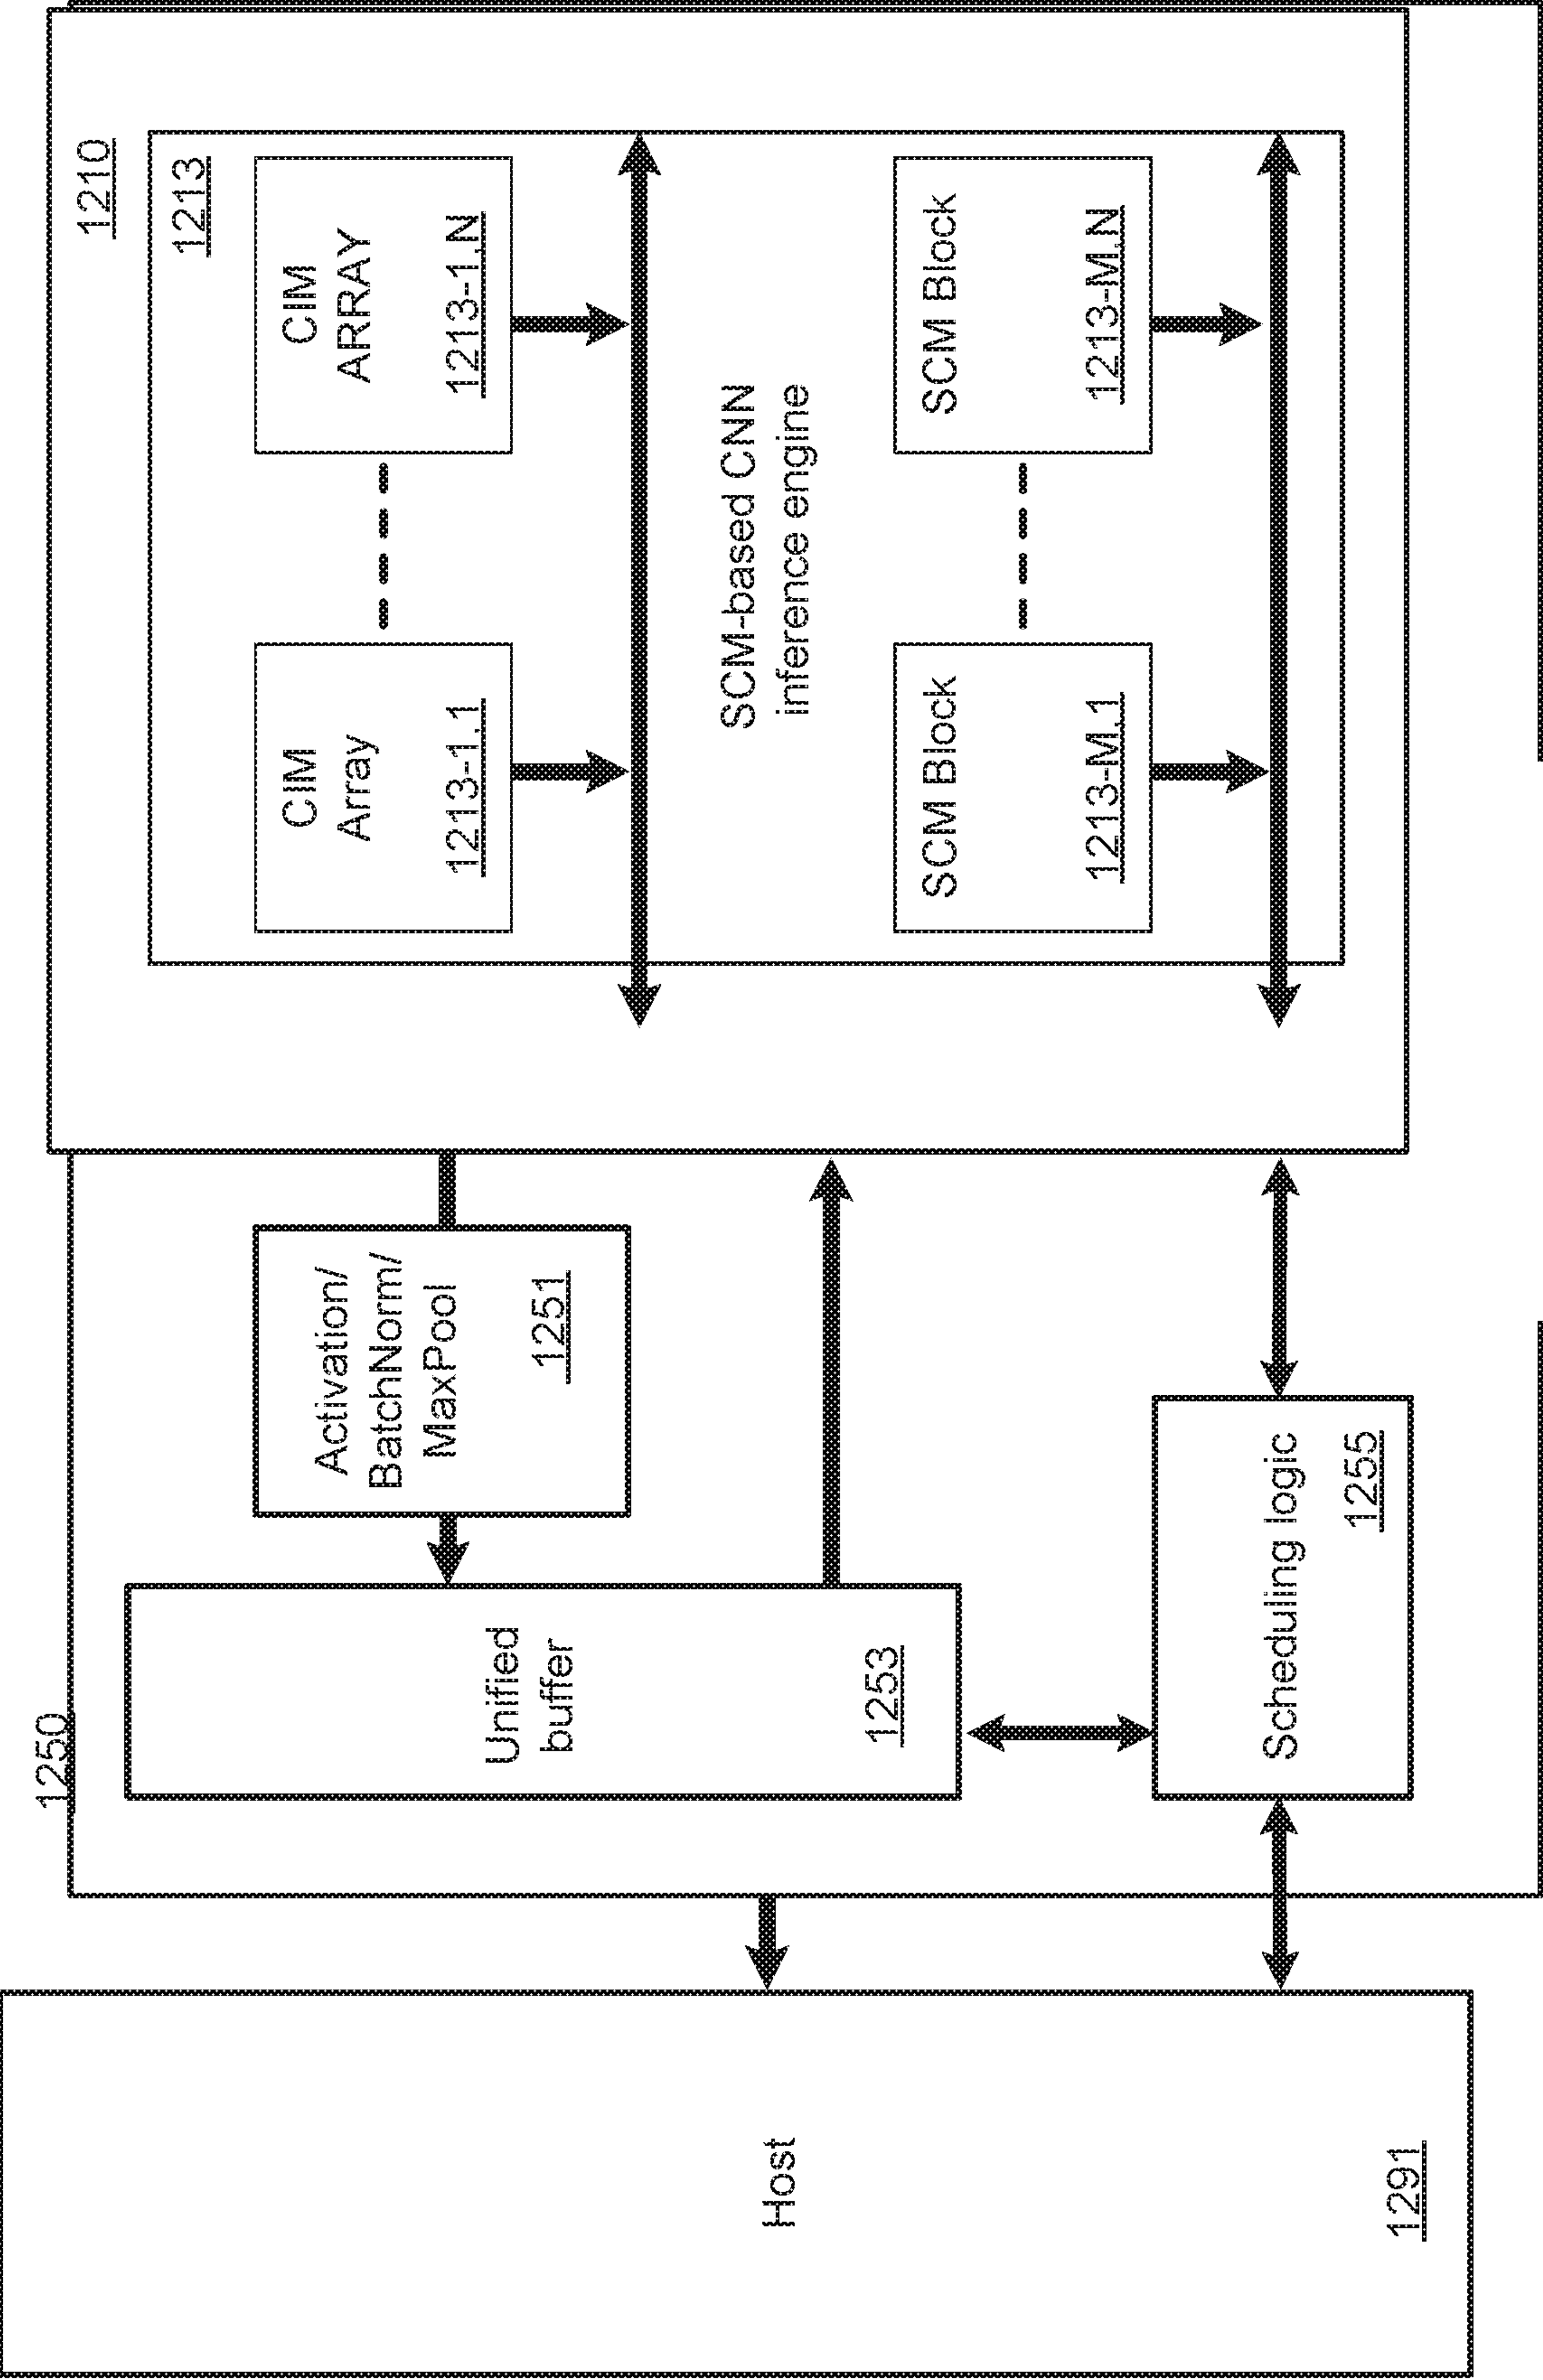 Host
1291
1250
Unified
buffer
1253
Activation/
BatchNorm/
MaxPool
1251
Scheduling logic
1255
1210
1213
CIM
Array
1213-1,1
CIM
ARRAY
1213-1,N
SCM-based CNN
inference engine
SCM Block
1213-M,1
SCM Block
1213-M,N